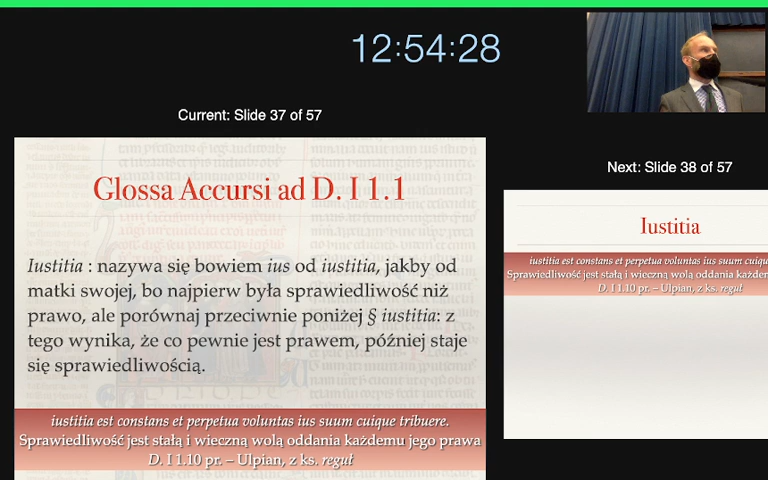 12:54:28
Current: Slide 37 of 57
Glossa Accursi ad D. I 1.1
Iustitia : nazywa się bowiem ius od iustitia, jakby od
matki swojej, bo najpierw była sprawiedliwość niż
prawo, ale porównaj przeciwnie poniżej § iustitia: z
tego wynika, że co pewnie jest prawem, później staje
się sprawiedliwością.
iustitia est constans et perpetua voluntas ius suum cuique tribuere.
Sprawiedliwość jest stałą i wieczną wolą oddania każdemu jego prawa
D. I 1.10 pr. – Ulpian, z ks. reguł
Next: Slide 38 of 57
Iustitia
iustitia est constans et perpetua voluntas ius suum cuique
Sprawiedliwość jest stałą i wieczną wolą oddania
D. I 1.10 pr. – Ulpian, z ks. reguł